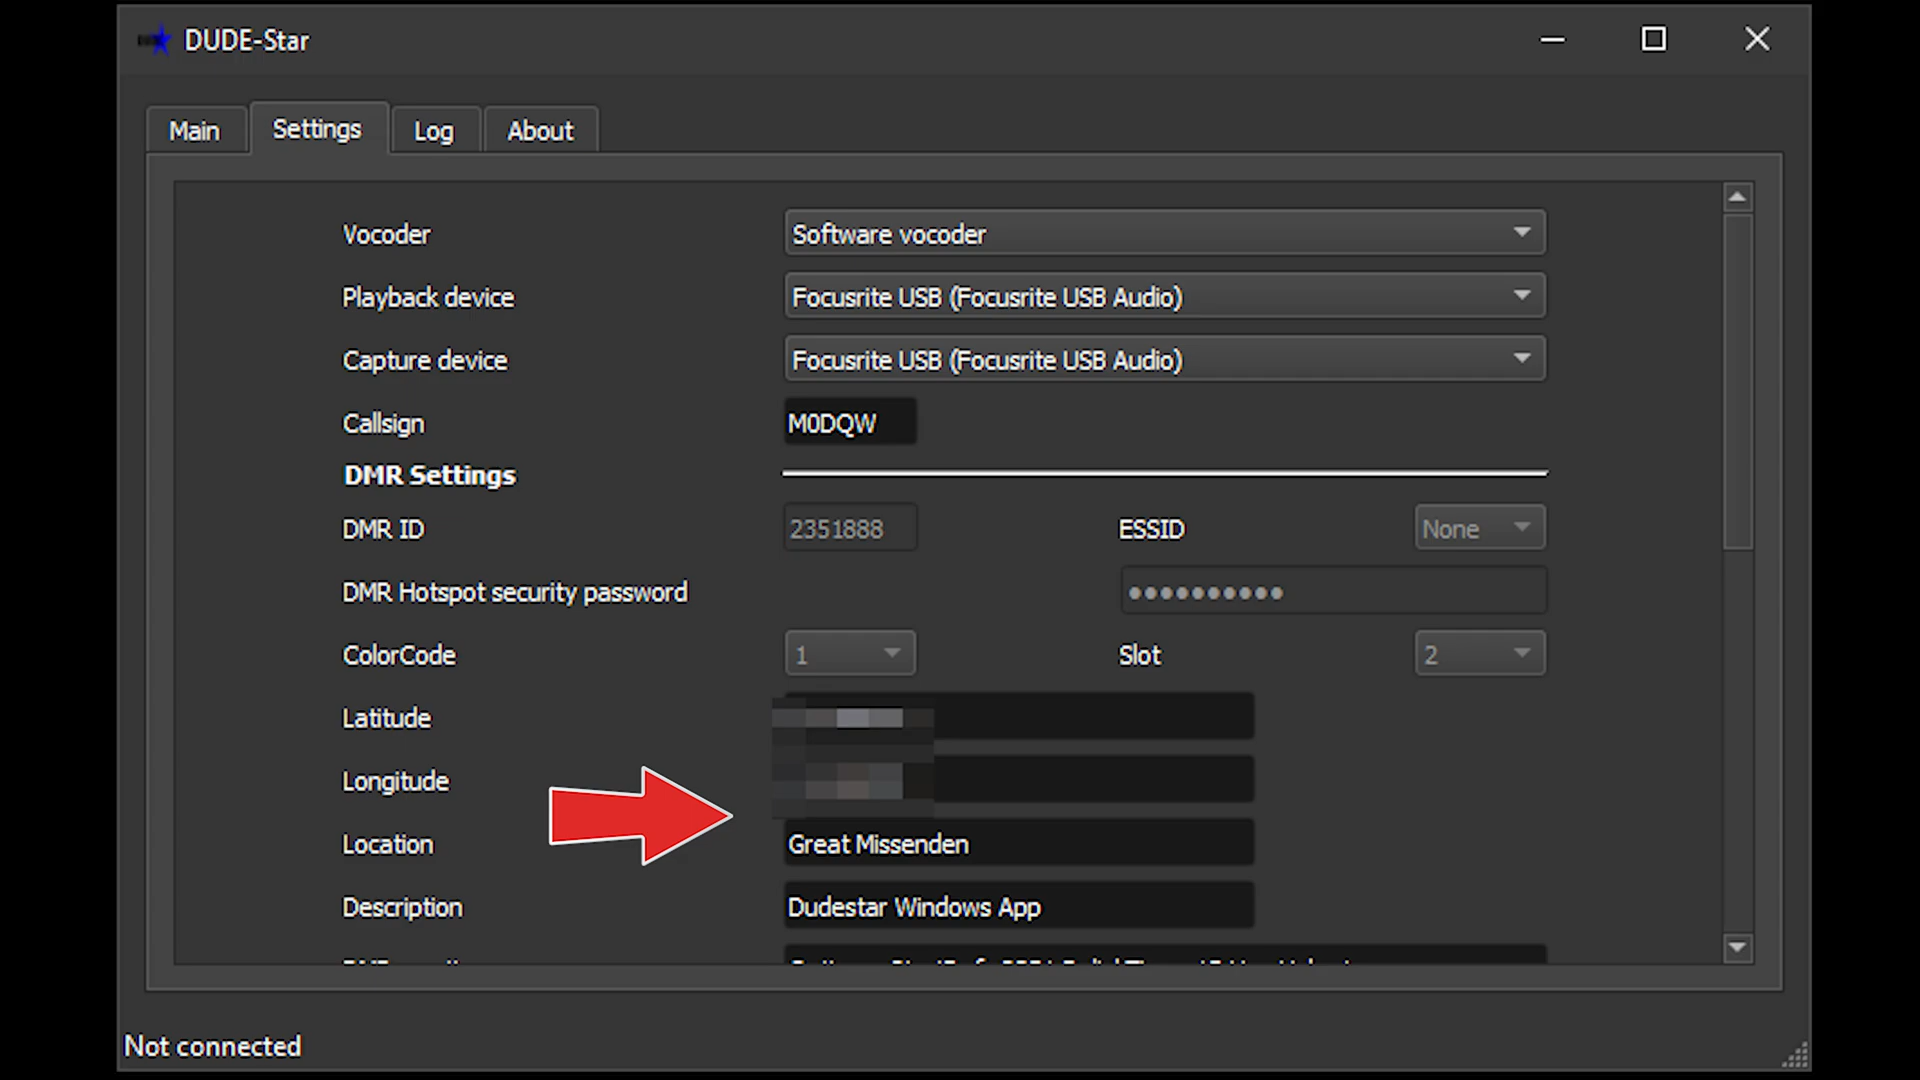 DUDE-Star
Main Settings Log About
Vocoder Software vocoder
Playback device Focusrite USB (Focusrite USB Audio)
Capture device Focusrite USB (Focusrite USB Audio)
Callsign M0DQW
DMR Settings
DMR ID 2351888 ESSID None
DMR Hotspot security password ●●●●●●●●●●
ColorCode 1 Slot 2
Latitude
Longitude
Location Great Missenden
Description Dudestar Windows App
Not connected